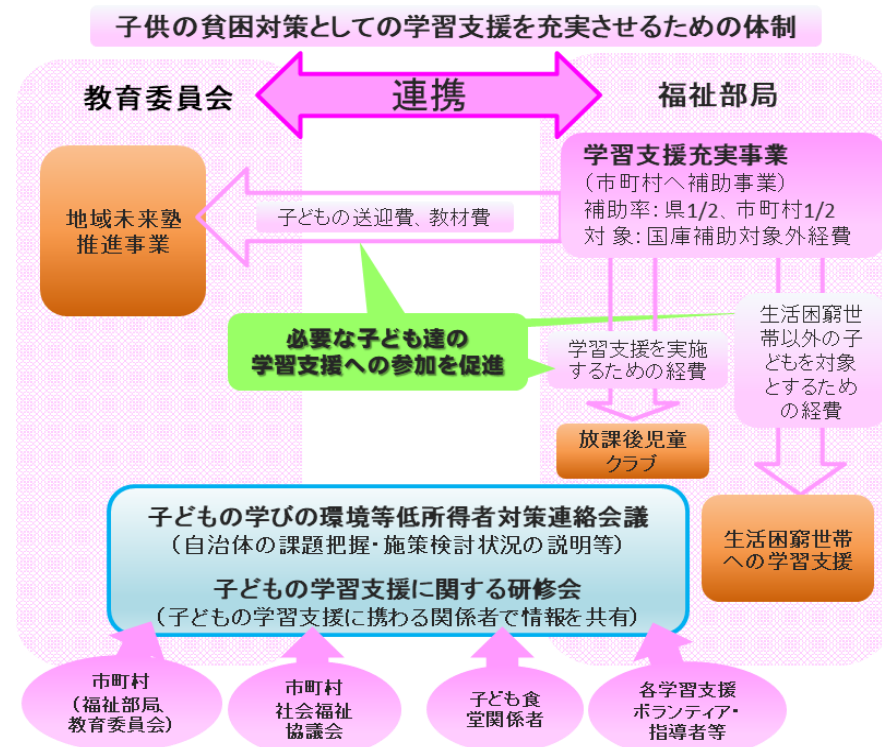 子供の貧困対策としての学習支援を充実させるための体制
教育委員会
連携
福祉部局
学習支援充実事業
（市町村へ補助事業）
補助率：県1/2、市町村1/2
対 象：国庫補助対象外経費
地域未来塾
推進事業
子どもの送迎費、教材費
必要な子ども達の
学習支援への参加を促進
学習支援を実施
するための経費
生活困窮世
帯以外の子
どもを対象
とするため
の経費
放課後児童
クラブ
生活困窮世帯
への学習支援
子どもの学びの環境等低所得者対策連絡会議
（自治体の課題把握・施策検討状況の説明等）
子どもの学習支援に関する研修会
（子どもの学習支援に携わる関係者で情報を共有）
市町村
（福祉部局、
教育委員会）
市町村
社会福祉
協議会
子ども食
堂関係者
各学習支援
ボランティア・
指導者等